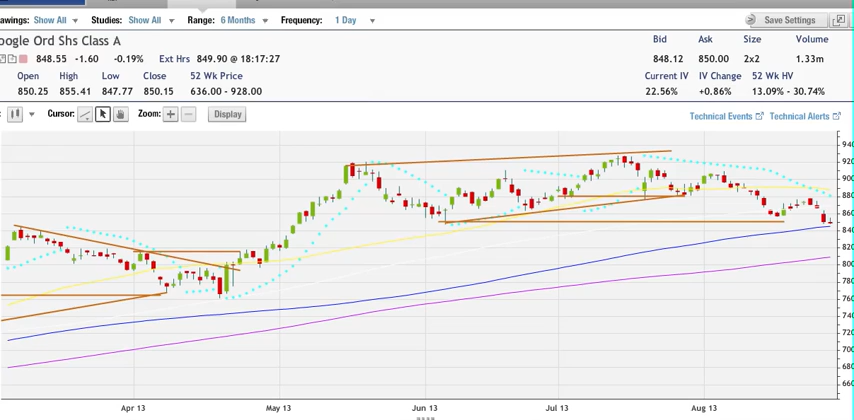 awings: Show All Studies: Show All Range: 6 Months Frequency: 1 Day Save Settings
oogle Ord Shs Class A
848.55 -1.60 -0.19% Ext Hrs 849.90 @ 18:17:27
Bid Ask Size Volume
848.12 850.00 2x2 1.33m
Open High Low Close 52 Wk Price
850.25 855.41 847.77 850.15 636.00 - 928.00
Current IV IV Change 52 Wk HV
22.56% +0.86% 13.09% - 30.74%
: Cursor: Zoom: + - Display
Technical Events Technical Alerts
940
920
900
880
860
840
820
800
780
760
740
720
700
680
660
Apr 13 May 13 Jun 13 Jul 13 Aug 13